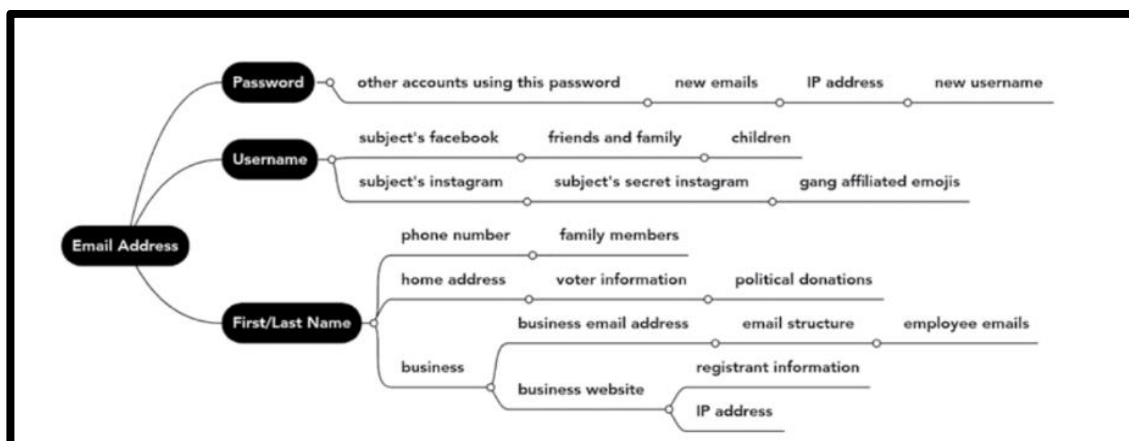 Password
other accounts using this password
new emails
IP address
new username
Username
subject's facebook
friends and family
children
subject's instagram
subject's secret instagram
gang affiliated emojis
Email Address
First/Last Name
phone number
family members
home address
voter information
political donations
business
business email address
email structure
employee emails
business website
registrant information
IP address